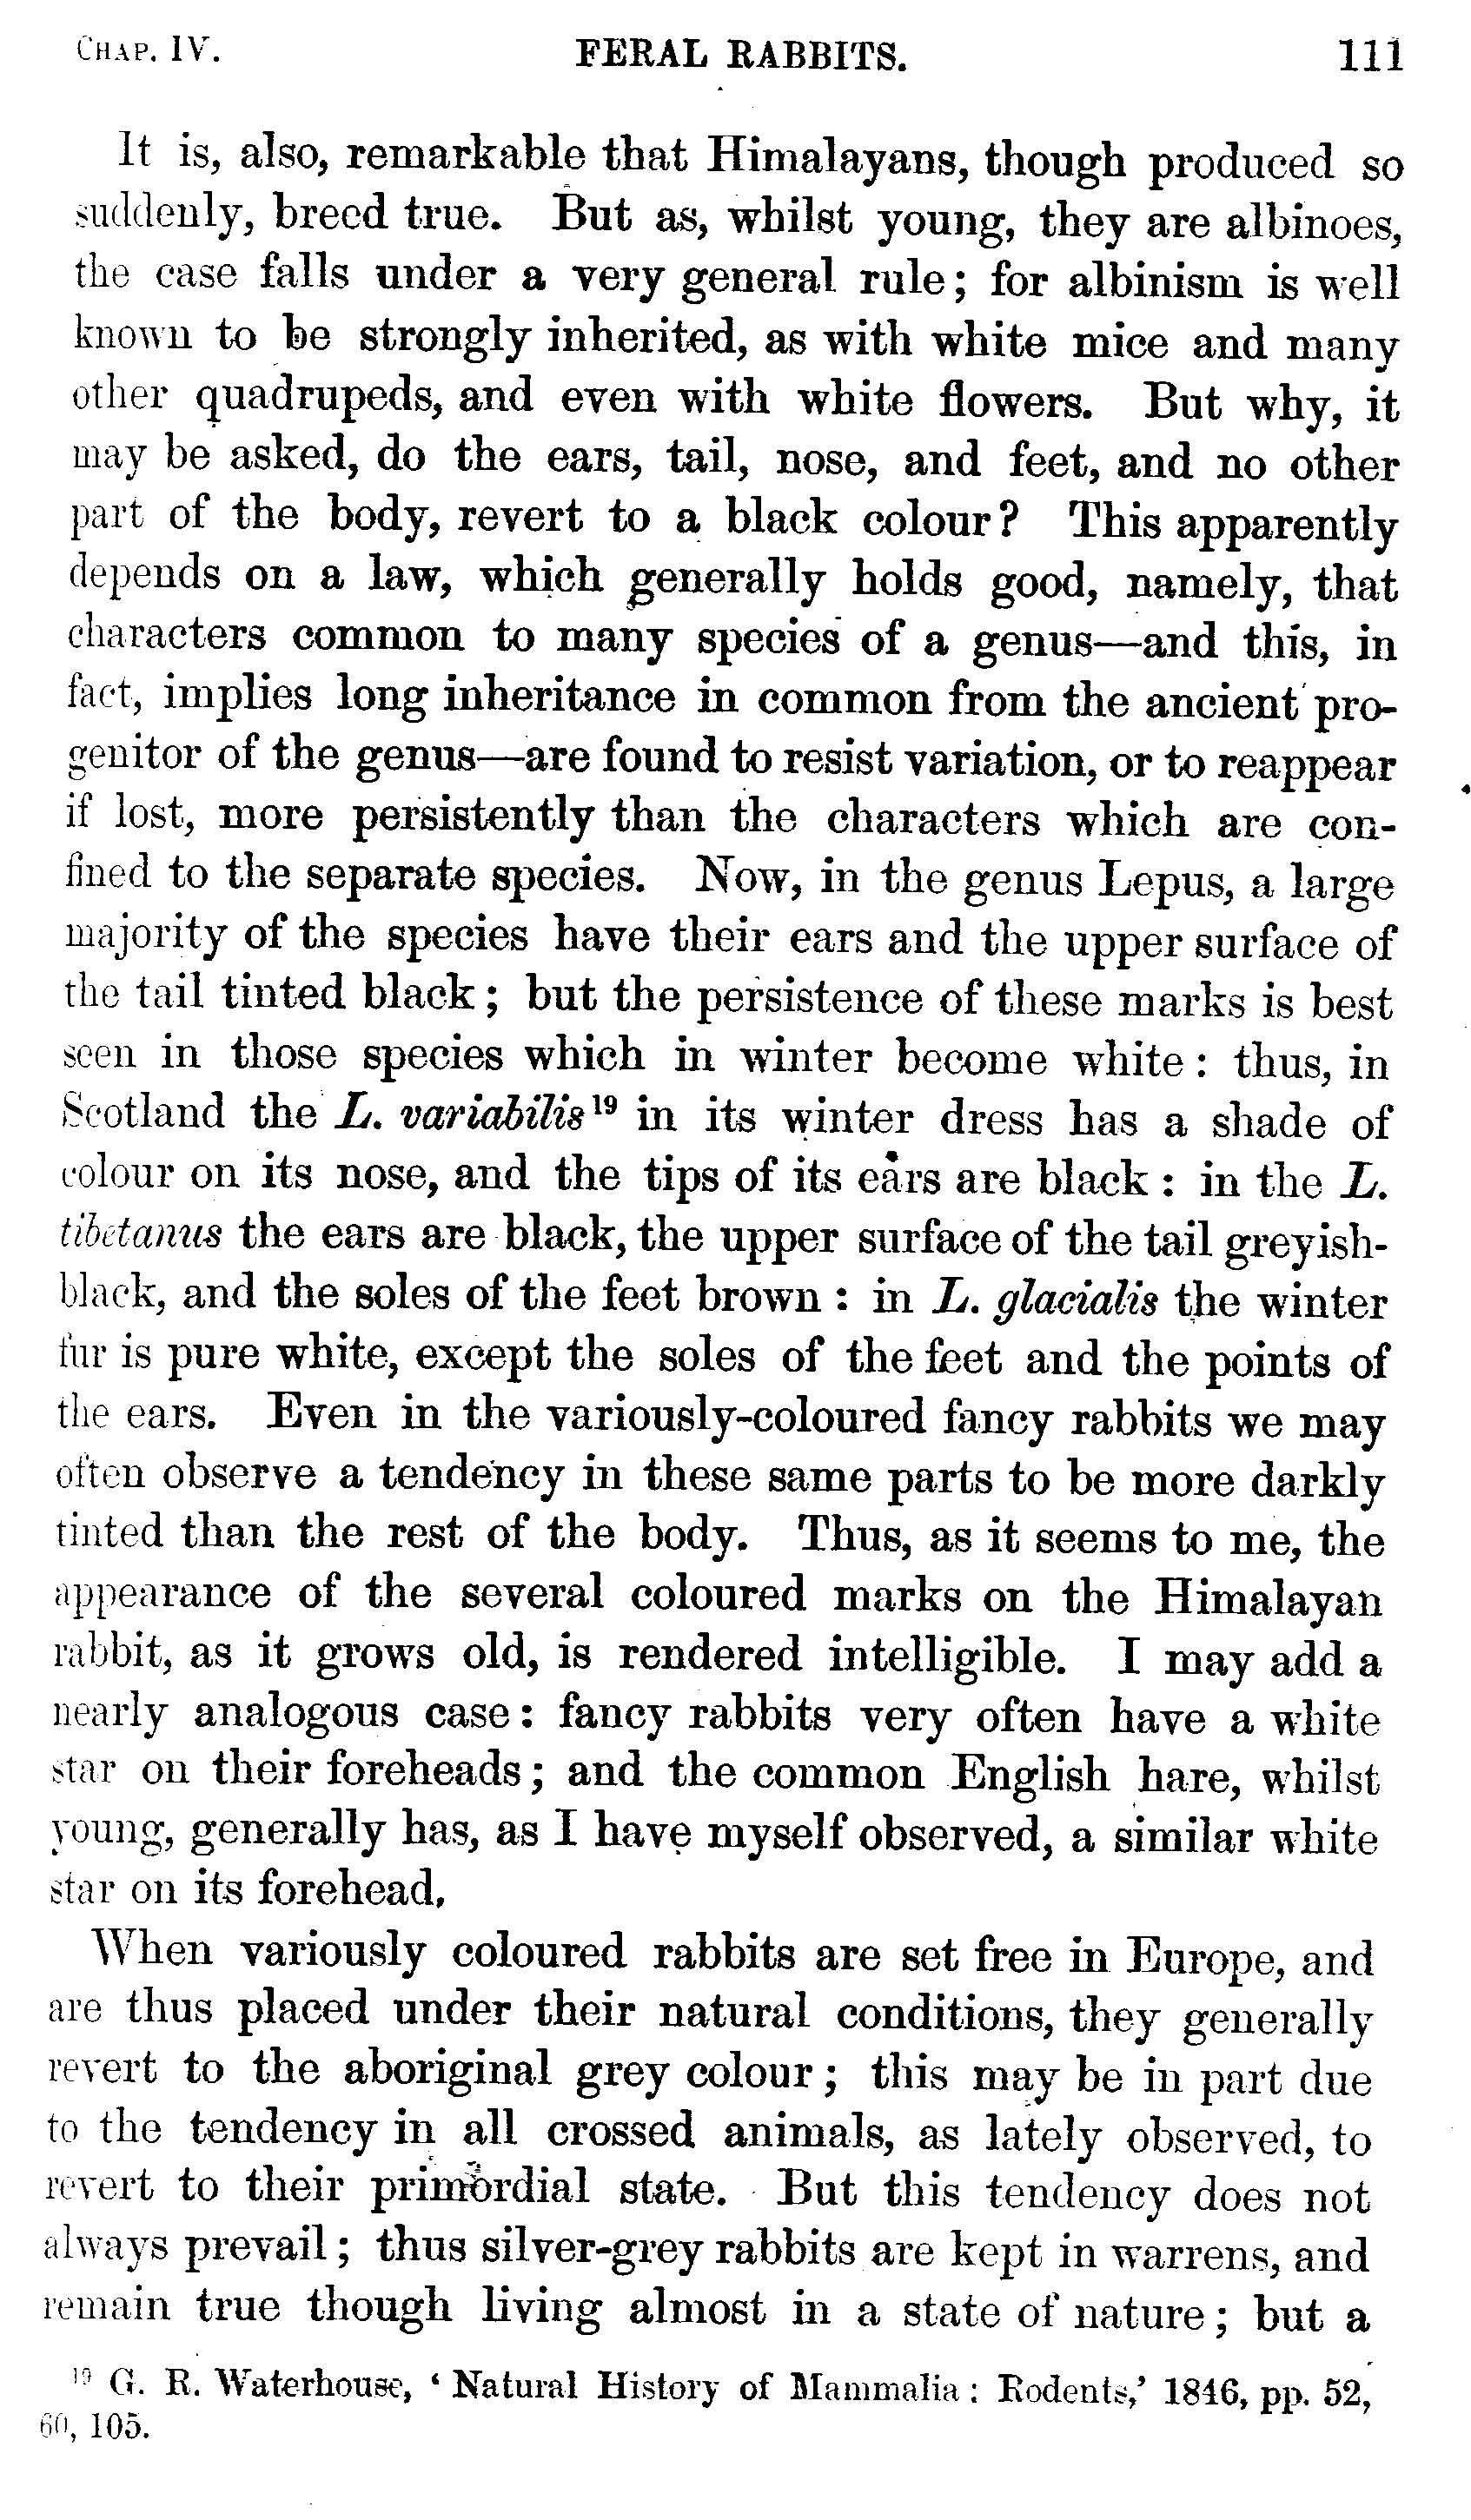 CHAP. IV. FERAL RABBITS. 111
It is, also, remarkable that Himalayans, though produced so
suddenly, breed true. But as, whilst young, they are albinoes,
the case falls under a very general rule; for albinism is well
known to be strongly inherited, as with white mice and many
other quadrupeds, and even with white flowers. But why, it
may be asked, do the ears, tail, nose, and feet, and no other
part of the body, revert to a black colour? This apparently
depends on a law, which generally holds good, namely, that
characters common to many species of a genus—and this, in
fact, implies long inheritance in common from the ancient pro-
genitor of the genus—are found to resist variation, or to reappear
if lost, more persistently than the characters which are con-
fined to the separate species. Now, in the genus Lepus, a large
majority of the species have their ears and the upper surface of
the tail tinted black; but the persistence of these marks is best
seen in those species which in winter become white: thus, in
Scotland the L. variabilis¹⁹ in its winter dress has a shade of
colour on its nose, and the tips of its ears are black: in the L.
tibetanus the ears are black, the upper surface of the tail greyish-
black, and the soles of the feet brown: in L. glacialis the winter
fur is pure white, except the soles of the feet and the points of
the ears. Even in the variously-coloured fancy rabbits we may
often observe a tendency in these same parts to be more darkly
tinted than the rest of the body. Thus, as it seems to me, the
appearance of the several coloured marks on the Himalayan
rabbit, as it grows old, is rendered intelligible. I may add a
nearly analogous case: fancy rabbits very often have a white
star on their foreheads; and the common English hare, whilst
young, generally has, as I have myself observed, a similar white
star on its forehead.
When variously coloured rabbits are set free in Europe, and
are thus placed under their natural conditions, they generally
revert to the aboriginal grey colour; this may be in part due
to the tendency in all crossed animals, as lately observed, to
revert to their primordial state. But this tendency does not
always prevail; thus silver-grey rabbits are kept in warrens, and
remain true though living almost in a state of nature; but a
¹⁹ G. R. Waterhouse, ‘Natural History of Mammalia: Rodents,’ 1846, pp. 52,
60, 105.